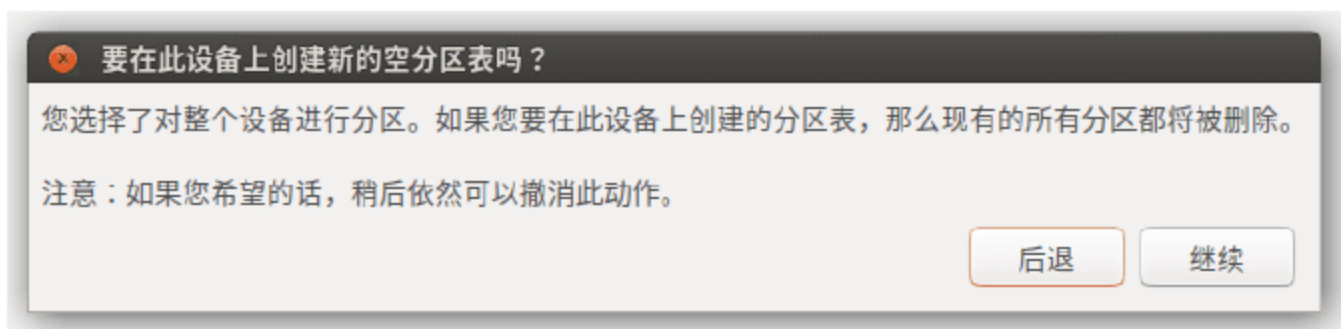 要在此设备上创建新的空分区表吗？
您选择了对整个设备进行分区。如果您要在此设备上创建的分区表，那么现有的所有分区都将被删除。
注意：如果您希望的话，稍后依然可以撤消此动作。
后退 继续